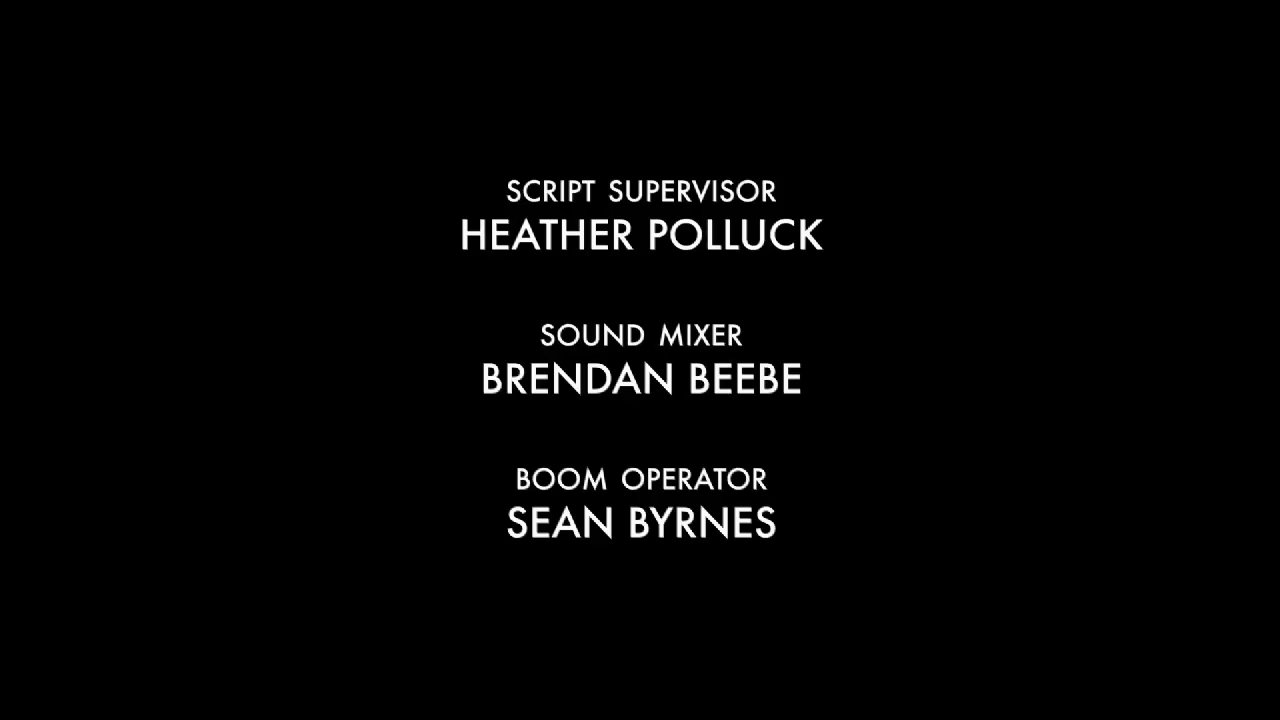 SCRIPT SUPERVISOR
HEATHER POLLUCK
SOUND MIXER
BRENDAN BEEBE
BOOM OPERATOR
SEAN BYRNES